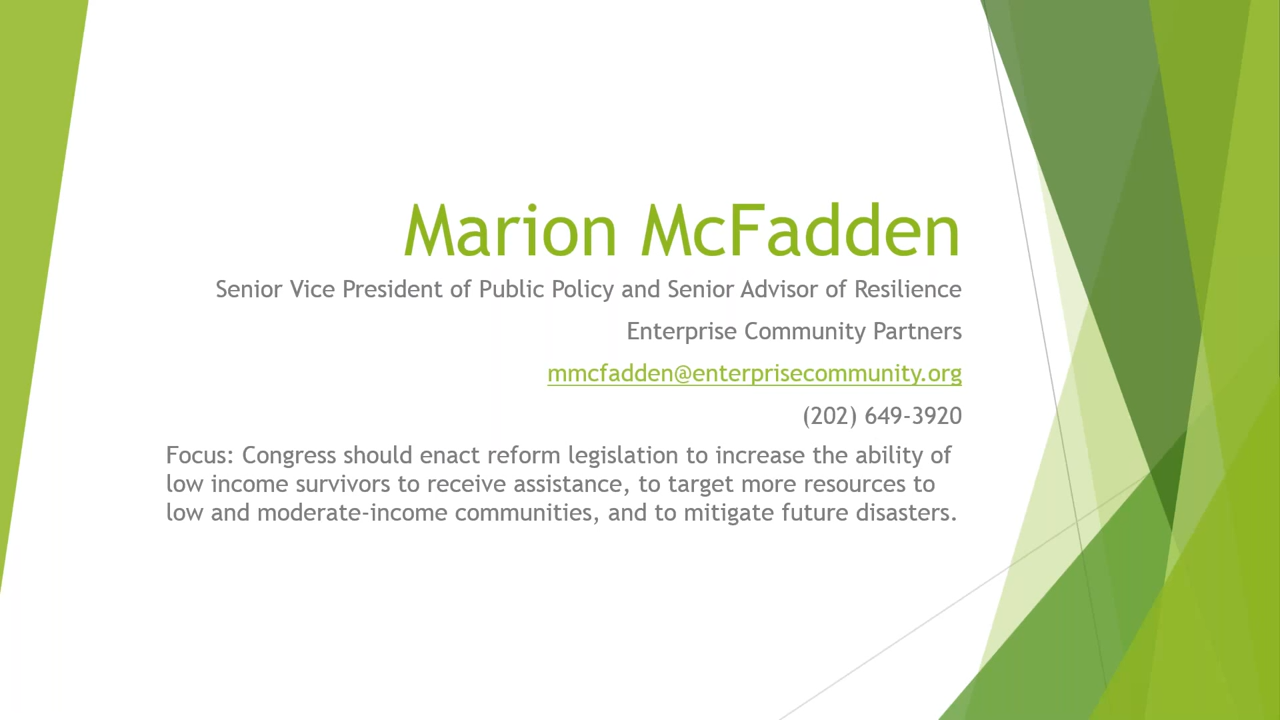 Marion McFadden
Senior Vice President of Public Policy and Senior Advisor of Resilience
Enterprise Community Partners
mmcfadden@enterprisecommunity.org
(202) 649-3920
Focus: Congress should enact reform legislation to increase the ability of
low income survivors to receive assistance, to target more resources to
low and moderate-income communities, and to mitigate future disasters.